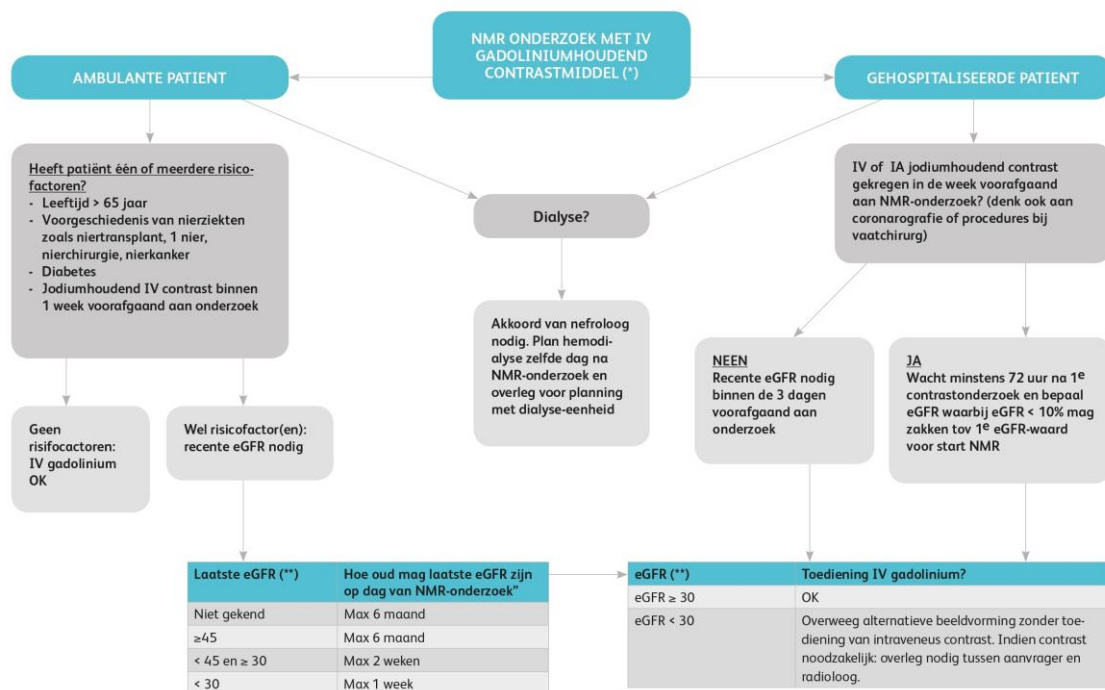 NMR ONDERZOEK MET IV
GADOLINIUMHOUDEND
CONTRASTMIDDEL (*)
AMBULANTE PATIENT
GEHOSPITALISEERDE PATIENT
Heeft patiënt één of meerdere risico-
factoren?
- Leeftijd > 65 jaar
- Voorgeschiedenis van nierziekten
zoals niertransplant, 1 nier,
nierchirurgie, nierkanker
- Diabetes
- Jodiumhoudend IV contrast binnen
1 week voorafgaand aan onderzoek
Dialyse?
IV of IA jodiumhoudend contrast
gekregen in de week voorafgaand
aan NMR-onderzoek? (denk ook aan
coronarografie of procedures bij
vaatchirurg)
Akkoord van nefroloog
nodig. Plan hemodi-
alyse zelfde dag na
NMR-onderzoek en
overleg voor planning
met dialyse-eenheid
NEEN
Recente eGFR nodig
binnen de 3 dagen
voorafgaand aan
onderzoek
JA
Wacht minstens 72 uur na 1e
contrastonderzoek en bepaal
eGFR waarbij eGFR < 10% mag
zakken tov 1e eGFR-waard
voor start NMR
Geen
risifocactoren:
IV gadolinium
OK
Wel risicofactor(en):
recente eGFR nodig
Laatste eGFR (**) Hoe oud mag laatste eGFR zijn
op dag van NMR-onderzoek”
Niet gekend Max 6 maand
≥45 Max 6 maand
< 45 en ≥ 30 Max 2 weken
< 30 Max 1 week
eGFR (**) Toediening IV gadolinium?
eGFR ≥ 30 OK
eGFR < 30 Overweeg alternatieve beeldvorming zonder toe-
diening van intraveneus contrast. Indien contrast
noodzakelijk: overleg nodig tussen aanvrager en
radioloog.